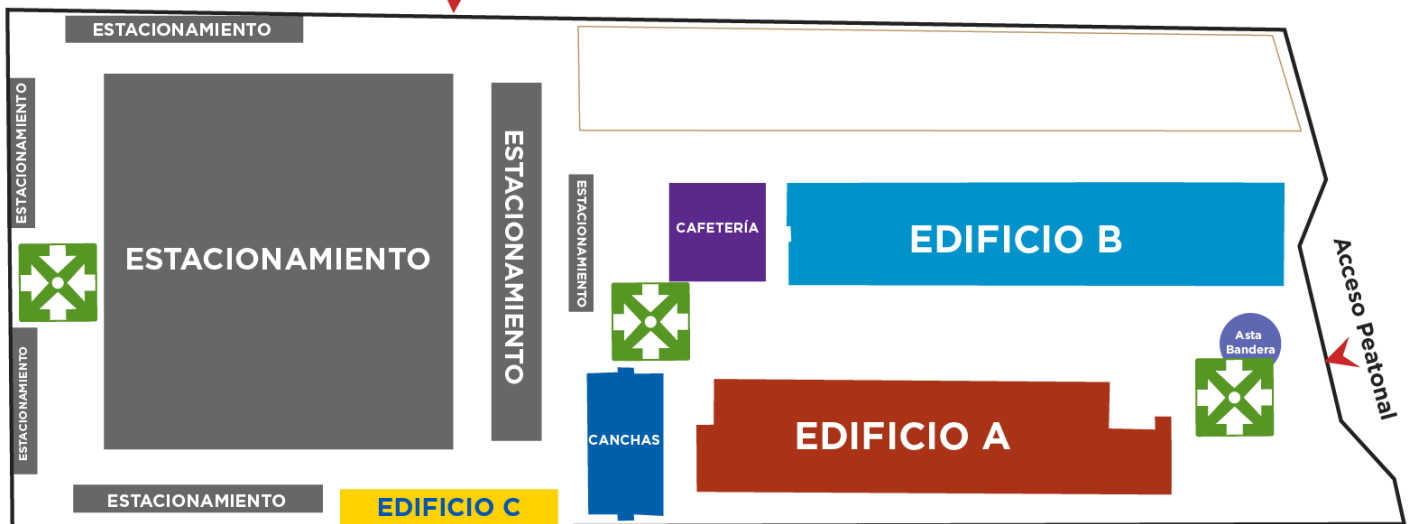 ESTACIONAMIENTO
ESTACIONAMIENTO
ESTACIONAMIENTO
ESTACIONAMIENTO
ESTACIONAMIENTO
CAFETERÍA
EDIFICIO B
Acceso Peatonal
Asta
Bandera
ESTACIONAMIENTO
CANCHAS
EDIFICIO A
ESTACIONAMIENTO
EDIFICIO C